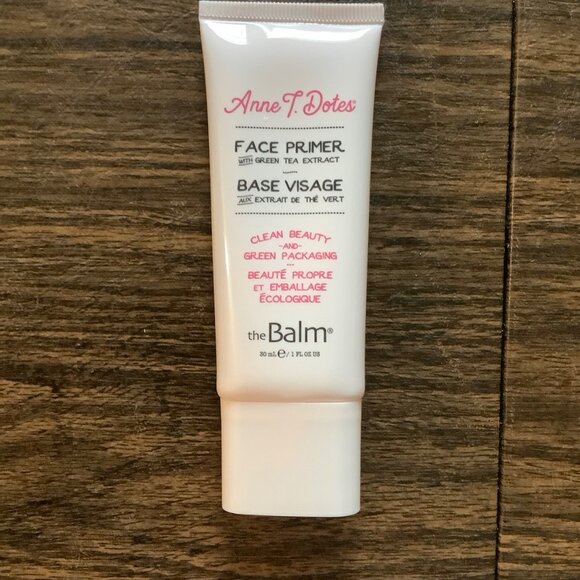 Anne T. Dotes®
FACE PRIMER
WITH GREEN TEA EXTRACT
BASE VISAGE
AUX EXTRAIT DE THÉ VERT
CLEAN BEAUTY
-AND-
GREEN PACKAGING
BEAUTÉ PROPRE
ET EMBALLAGE
ÉCOLOGIQUE
theBalm®
30 mL ℮ / 1 FL OZ US